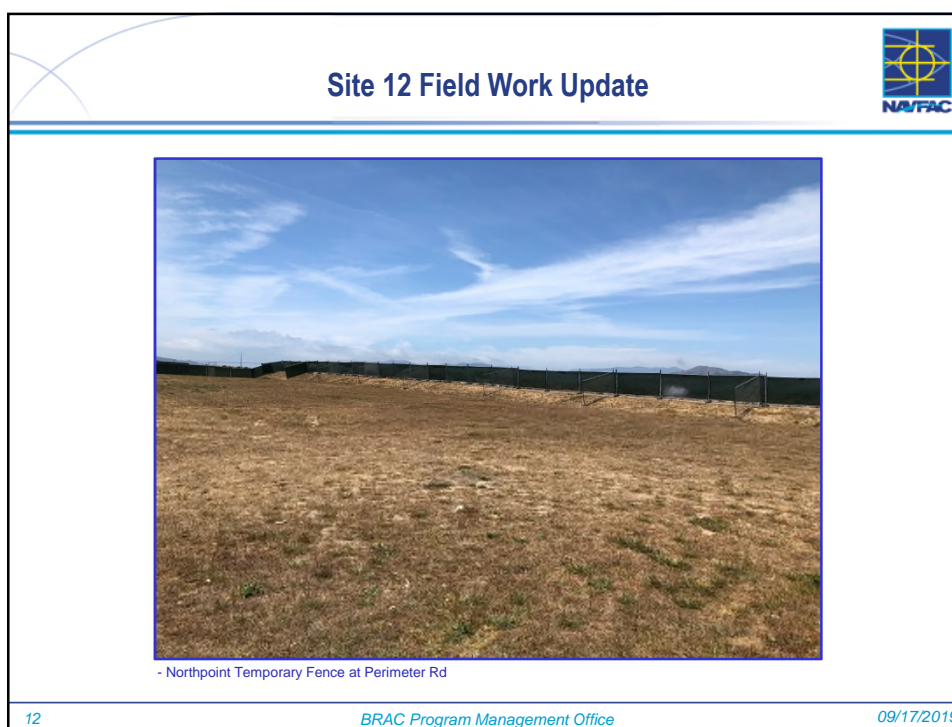 Site 12 Field Work Update
NAVFAC
- Northpoint Temporary Fence at Perimeter Rd
12
BRAC Program Management Office
09/17/2019